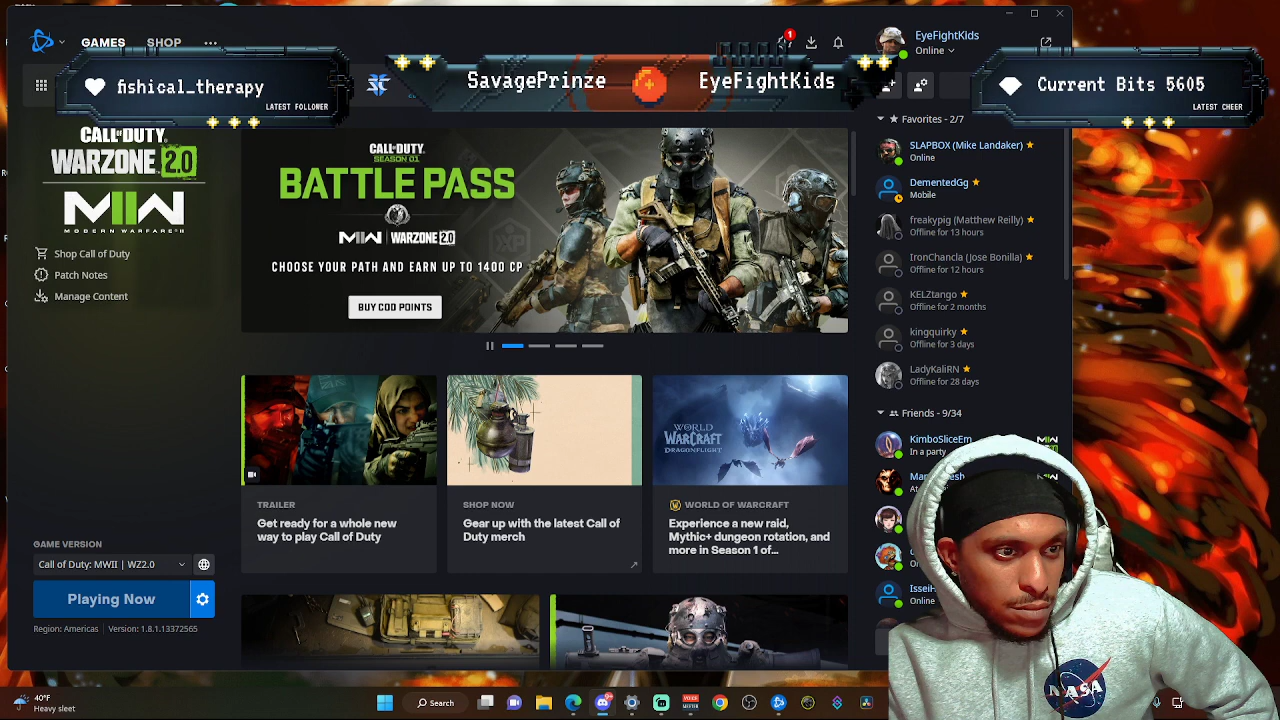 GAMES
SHOP
1
EyeFightKIds
Online
fishical_therapy
LATEST FOLLOWER
SavagePrinze
EyeFightKids
Current Bits 5605
LATEST CHEER
CALL OF DUTY
WARZONE 2.0
MWII
MODERN WARFARE II
Shop Call of Duty
Patch Notes
Manage Content
CALL OF DUTY
SEASON 01
BATTLE PASS
MWII WARZONE 2.0
CHOOSE YOUR PATH AND EARN UP TO 1400 CP
BUY COD POINTS
TRAILER
Get ready for a whole new
way to play Call of Duty
SHOP NOW
Gear up with the latest Call of
Duty merch
WORLD OF WARCRAFT
DRAGONFLIGHT
WORLD OF WARCRAFT
Experience a new raid,
Mythic+ dungeon rotation, and
more in Season 1 of...
Favorites - 2/7
SLAPBOX (Mike Landaker)
Online
DementedGg
Mobile
freakypig (Matthew Reilly)
Offline for 13 hours
IronChancla (Jose Bonilla)
Offline for 12 hours
KELZtango
Offline for 2 months
kingquirky
Offline for 3 days
LadyKaliRN
Offline for 28 days
Friends - 9/34
KimboSliceEm
In a party
Online
GAME VERSION
Call of Duty: MWII | WZ2.0
Playing Now
Region: Americas
Version: 1.8.1.13372565
NASA
40°F
Heavy sleet
Search